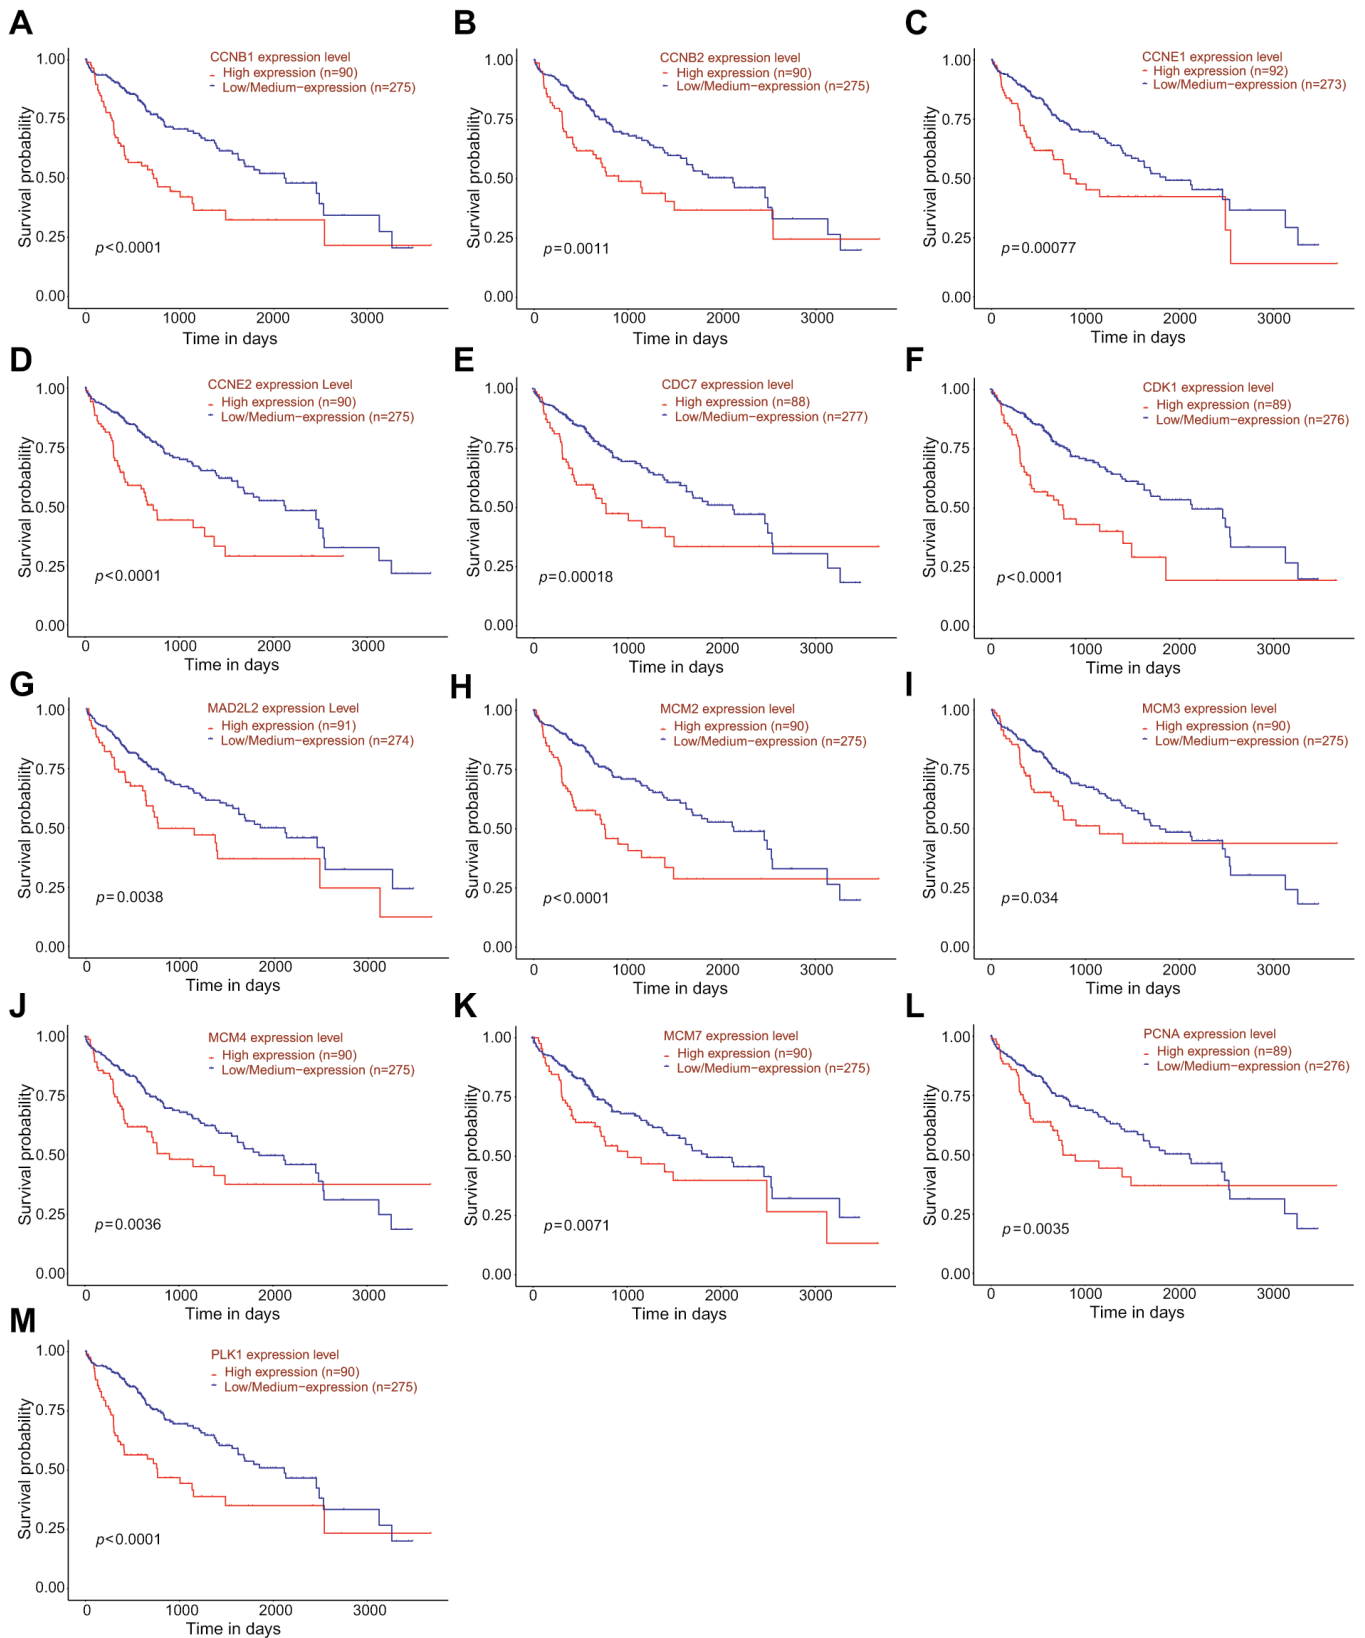 A
CCNB1 expression level
High expression (n=90)
Low/Medium-expression (n=275)
Survival probability
1.00
0.75
0.50
0.25
0.00
p<0.0001
0 1000 2000 3000
Time in days
B
CCNB2 expression level
High expression (n=90)
Low/Medium-expression (n=275)
Survival probability
1.00
0.75
0.50
0.25
0.00
p=0.0011
0 1000 2000 3000
Time in days
C
CCNE1 expression level
High expression (n=92)
Low/Medium-expression (n=273)
Survival probability
1.00
0.75
0.50
0.25
0.00
p=0.00077
0 1000 2000 3000
Time in days
D
CCNE2 expression Level
High expression (n=90)
Low/Medium-expression (n=275)
Survival probability
1.00
0.75
0.50
0.25
0.00
p<0.0001
0 1000 2000 3000
Time in days
E
CDC7 expression level
High expression (n=88)
Low/Medium-expression (n=277)
Survival probability
1.00
0.75
0.50
0.25
0.00
p=0.00018
0 1000 2000 3000
Time in days
F
CDK1 expression level
High expression (n=89)
Low/Medium-expression (n=276)
Survival probability
1.00
0.75
0.50
0.25
0.00
p<0.0001
0 1000 2000 3000
Time in days
G
MAD2L2 expression Level
High expression (n=91)
Low/Medium-expression (n=274)
Survival probability
1.00
0.75
0.50
0.25
0.00
p=0.0038
0 1000 2000 3000
Time in days
H
MCM2 expression level
High expression (n=90)
Low/Medium-expression (n=275)
Survival probability
1.00
0.75
0.50
0.25
0.00
p<0.0001
0 1000 2000 3000
Time in days
I
MCM3 expression level
High expression (n=90)
Low/Medium-expression (n=275)
Survival probability
1.00
0.75
0.50
0.25
0.00
p=0.034
0 1000 2000 3000
Time in days
J
MCM4 expression level
High expression (n=90)
Low/Medium-expression (n=275)
Survival probability
1.00
0.75
0.50
0.25
0.00
p=0.0036
0 1000 2000 3000
Time in days
K
MCM7 expression level
High expression (n=90)
Low/Medium-expression (n=275)
Survival probability
1.00
0.75
0.50
0.25
0.00
p=0.0071
0 1000 2000 3000
Time in days
L
PCNA expression level
High expression (n=89)
Low/Medium-expression (n=276)
Survival probability
1.00
0.75
0.50
0.25
0.00
p=0.0035
0 1000 2000 3000
Time in days
M
PLK1 expression level
High expression (n=90)
Low/Medium-expression (n=275)
Survival probability
1.00
0.75
0.50
0.25
0.00
p<0.0001
0 1000 2000 3000
Time in days